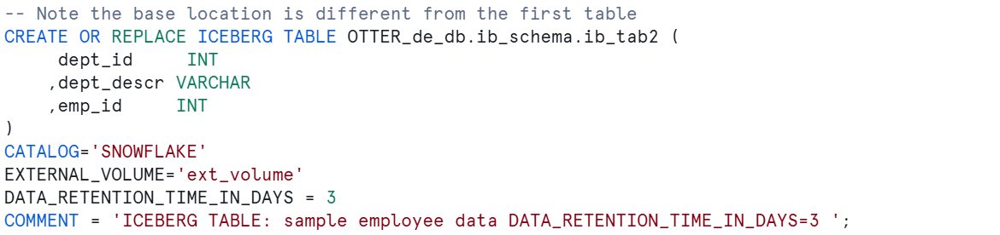 -- Note the base location is different from the first table
CREATE OR REPLACE ICEBERG TABLE OTTER_de_db.ib_schema.ib_tab2 (
     dept_id     INT
    ,dept_descr VARCHAR
    ,emp_id     INT
)
CATALOG='SNOWFLAKE'
EXTERNAL_VOLUME='ext_volume'
DATA_RETENTION_TIME_IN_DAYS = 3
COMMENT = 'ICEBERG TABLE: sample employee data DATA_RETENTION_TIME_IN_DAYS=3 ';